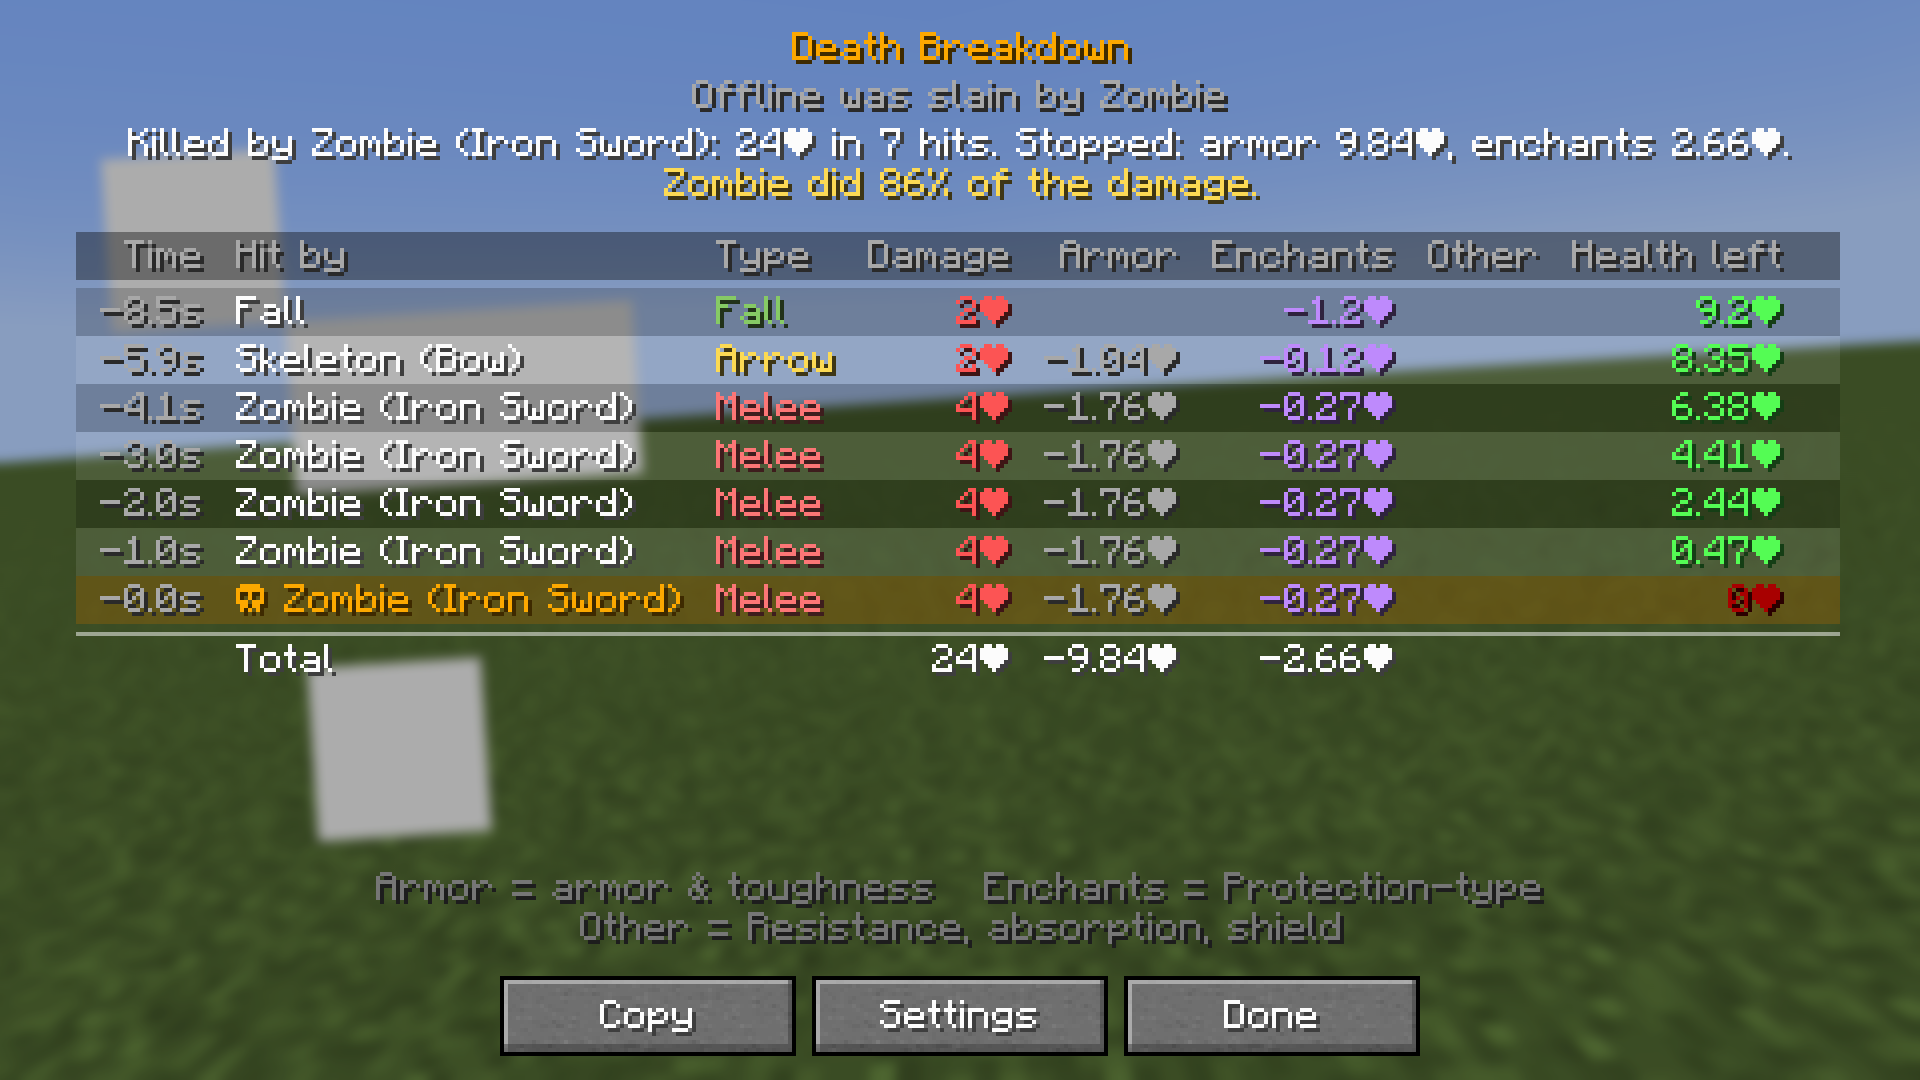 Death Breakdown
Offline was slain by Zombie
Killed by Zombie (Iron Sword): 24♥ in 7 hits. Stopped: armor 9.84♥, enchants 2.66♥.
Zombie did 86% of the damage.
Time Hit by Type Damage Armor Enchants Other Health left
-8.5s Fall Fall 2♥ -1.2♥ 9.2♥
-5.9s Skeleton (Bow) Arrow 2♥ -1.04♥ -0.12♥ 8.35♥
-4.1s Zombie (Iron Sword) Melee 4♥ -1.76♥ -0.27♥ 6.38♥
-3.0s Zombie (Iron Sword) Melee 4♥ -1.76♥ -0.27♥ 4.41♥
-2.0s Zombie (Iron Sword) Melee 4♥ -1.76♥ -0.27♥ 2.44♥
-1.0s Zombie (Iron Sword) Melee 4♥ -1.76♥ -0.27♥ 0.47♥
-0.0s ☠ Zombie (Iron Sword) Melee 4♥ -1.76♥ -0.27♥ 0♥
Total 24♥ -9.84♥ -2.66♥
Armor = armor & toughness Enchants = Protection-type
Other = Resistance, absorption, shield
Copy Settings Done